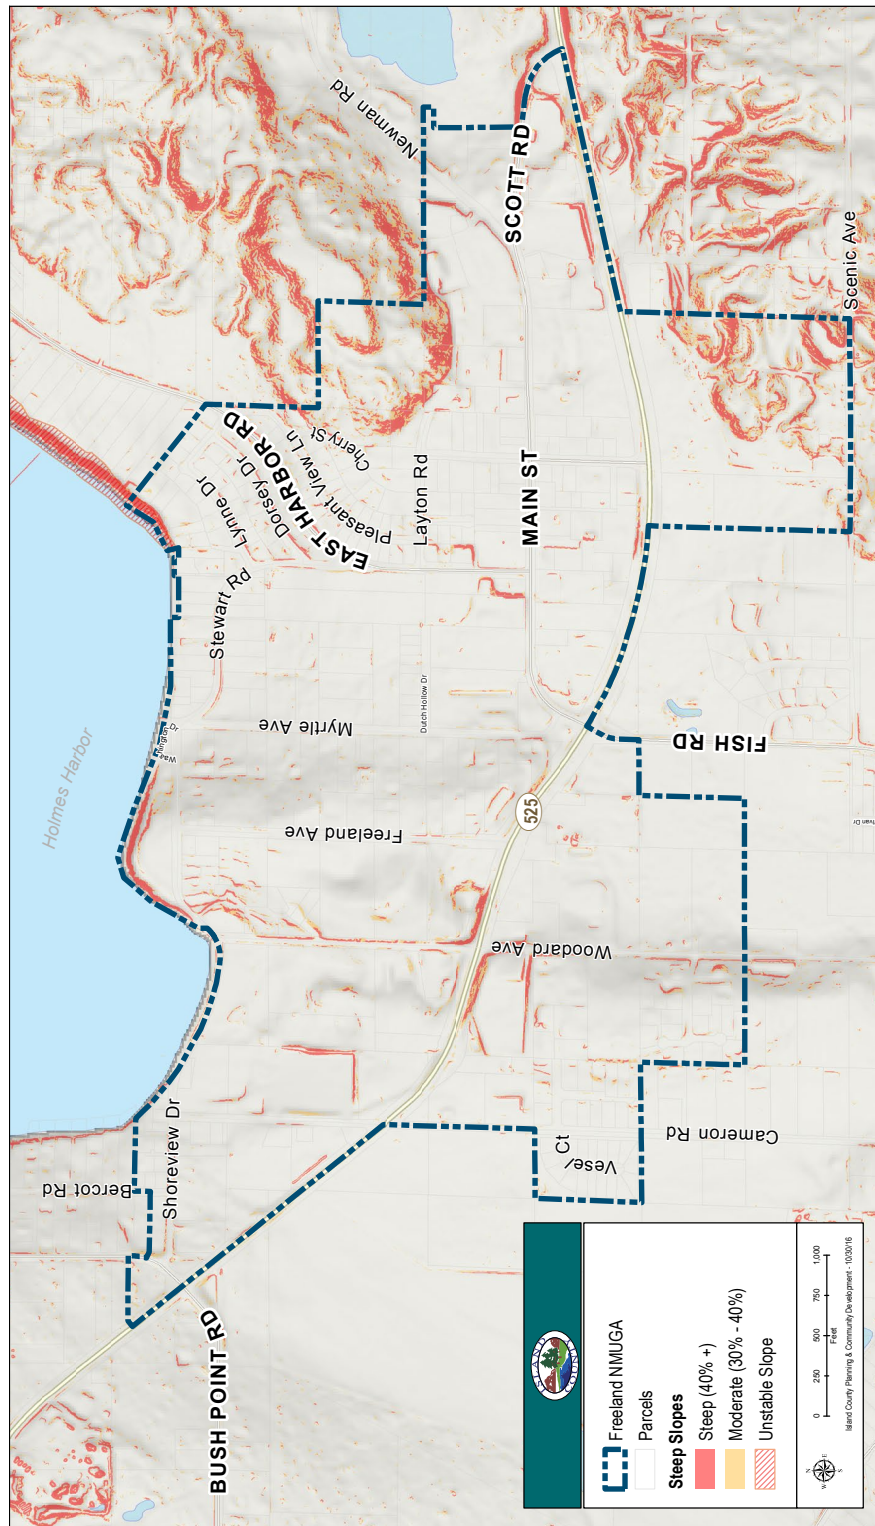 Holmes Harbor
Newman Rd
SCOTT RD
Scenic Ave
EAST HARBOR RD
Cherry St
Pleasant View Ln
Dorsey Dr
Lynne Dr
Layton Rd
MAIN ST
Stewart Rd
Dutch Hollow Dr
Myrtle Ave
FISH RD
Freeland Ave
525
Woodard Ave
Shoreview Dr
Bercot Rd
BUSH POINT RD
Cameron Rd
Ct
ISLAND
COUNTY
Freeland NMUGA
Parcels
Steep Slopes
Steep (40% +)
Moderate (30% - 40%)
Unstable Slope
N
W E
S
0 250 500 750 1,000
Feet
Island County Planning & Community Development - 10/30/16